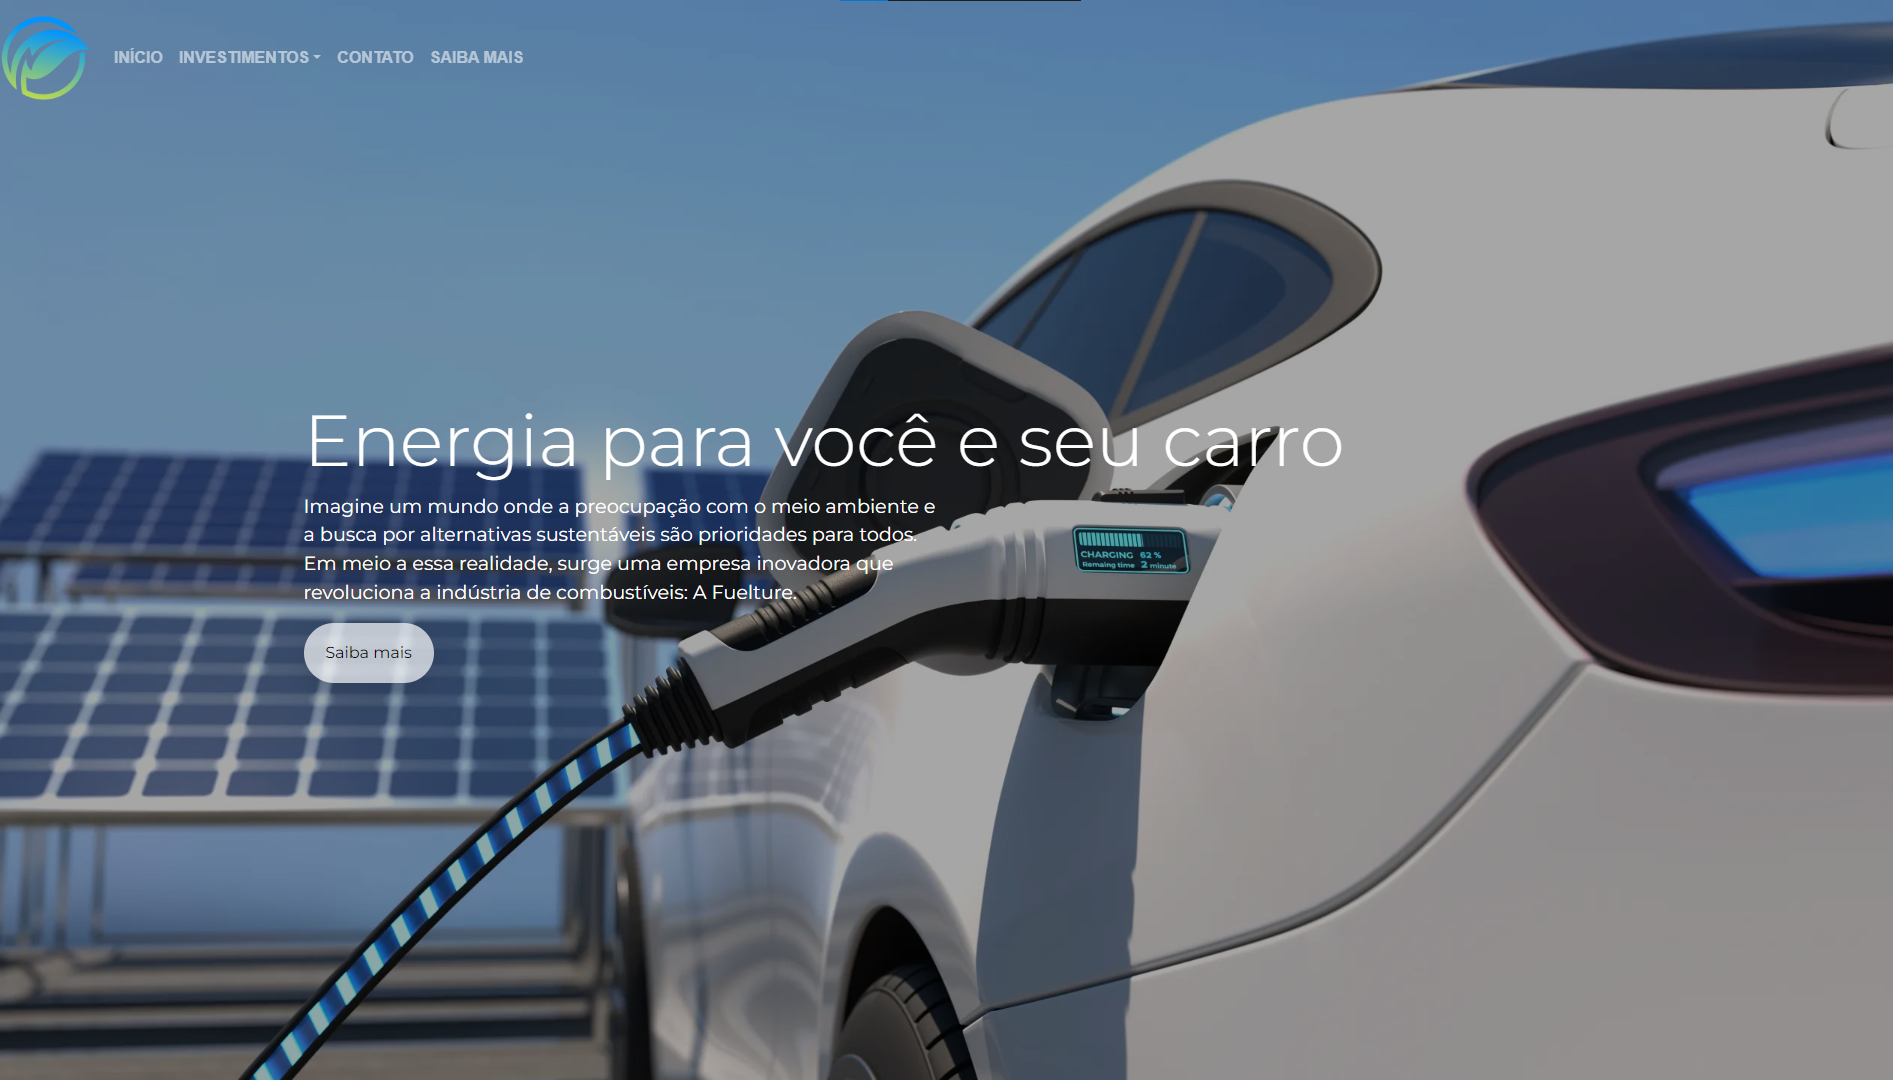 INÍCIO INVESTIMENTOS CONTATO SAIBA MAIS
Energia para você e seu carro
Imagine um mundo onde a preocupação com o meio ambiente e
a busca por alternativas sustentáveis são prioridades para todos.
Em meio a essa realidade, surge uma empresa inovadora que
revoluciona a indústria de combustíveis: A Fuelture.
CHARGING 62 %
Remaing time 2 minute
Saiba mais